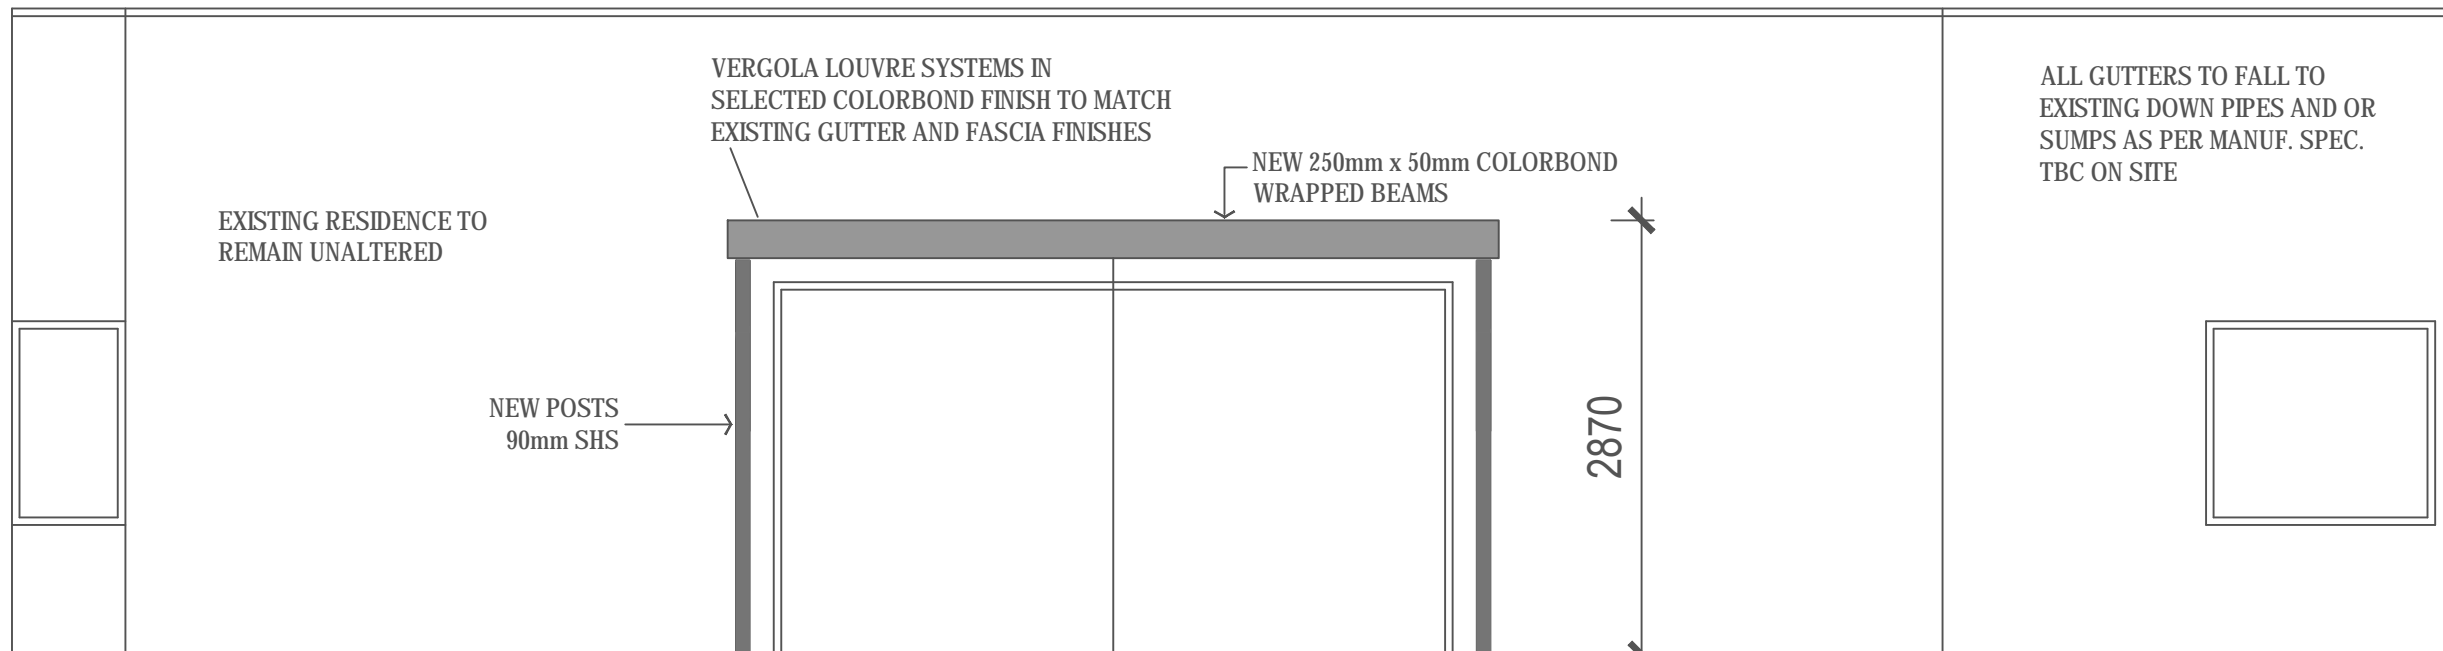 VERGOLA LOUVRE SYSTEMS IN
SELECTED COLORBOND FINISH TO MATCH
EXISTING GUTTER AND FASCIA FINISHES
ALL GUTTERS TO FALL TO
EXISTING DOWN PIPES AND OR
SUMPS AS PER MANUF. SPEC.
TBC ON SITE
NEW 250mm x 50mm COLORBOND
WRAPPED BEAMS
EXISTING RESIDENCE TO
REMAIN UNALTERED
NEW POSTS
90mm SHS
2870